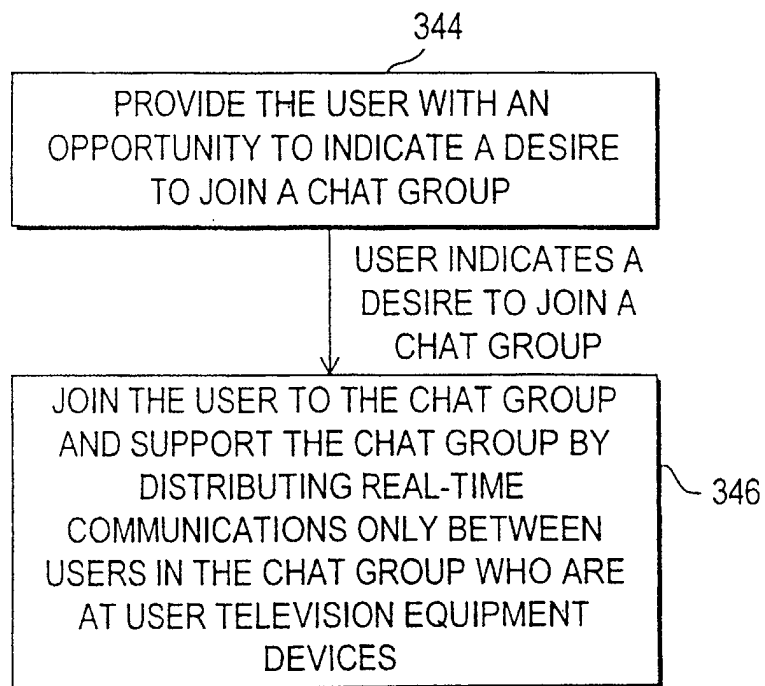 344
PROVIDE THE USER WITH AN
OPPORTUNITY TO INDICATE A DESIRE
TO JOIN A CHAT GROUP
USER INDICATES A
DESIRE TO JOIN A
CHAT GROUP
JOIN THE USER TO THE CHAT GROUP
AND SUPPORT THE CHAT GROUP BY
DISTRIBUTING REAL-TIME
COMMUNICATIONS ONLY BETWEEN
USERS IN THE CHAT GROUP WHO ARE
AT USER TELEVISION EQUIPMENT
DEVICES
346